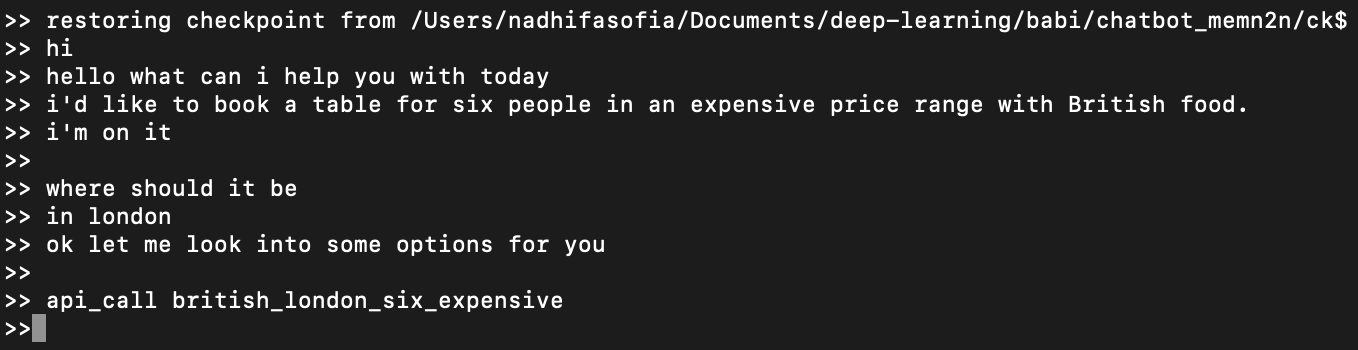 >> restoring checkpoint from /Users/nadhifasofia/Documents/deep-learning/babi/chatbot_memn2n/ck$
>> hi
>> hello what can i help you with today
>> i'd like to book a table for six people in an expensive price range with British food.
>> i'm on it
>>
>> where should it be
>> in london
>> ok let me look into some options for you
>>
>> api_call british_london_six_expensive
>>